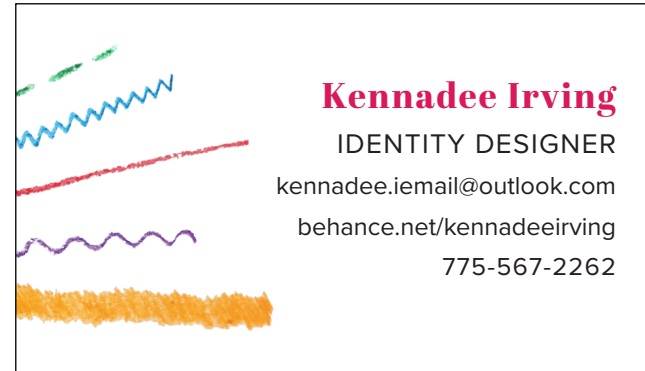 Kennadee Irving
IDENTITY DESIGNER
kennadee.iemail@outlook.com
behance.net/kennadeeirving
775-567-2262